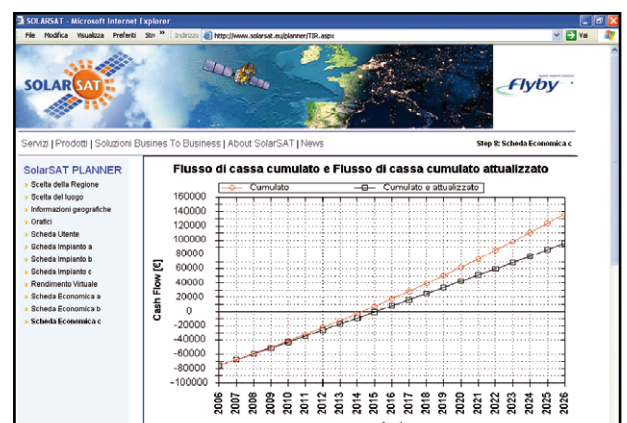 SOLARSAT - Microsoft Internet Explorer
File Modifica Visualizza Preferiti Stru » Indirizzo http://www.solarsat.eu/planner/TIR.aspx Vai
SOLAR SAT
Flyby
Servizi | Prodotti | Soluzioni Busines To Business | About SolarSAT | News
Step 8: Scheda Economica c
SolarSAT PLANNER
Scelta della Regione
Scelta del luogo
Informazioni geografiche
Grafici
Scheda Utente
Scheda Impianto a
Scheda Impianto b
Scheda Impianto c
Rendimento Virtuale
Scheda Economica a
Scheda Economica b
Scheda Economica c
Flusso di cassa cumulato e Flusso di cassa cumulato attualizzato
Cumulato
Cumulato e attualizzato
Cash Flow [€]
160000
140000
120000
100000
80000
60000
40000
20000
0
-20000
-40000
-60000
-80000
-100000
2006 2007 2008 2009 2010 2011 2012 2013 2014 2015 2016 2017 2018 2019 2020 2021 2022 2023 2024 2025 2026